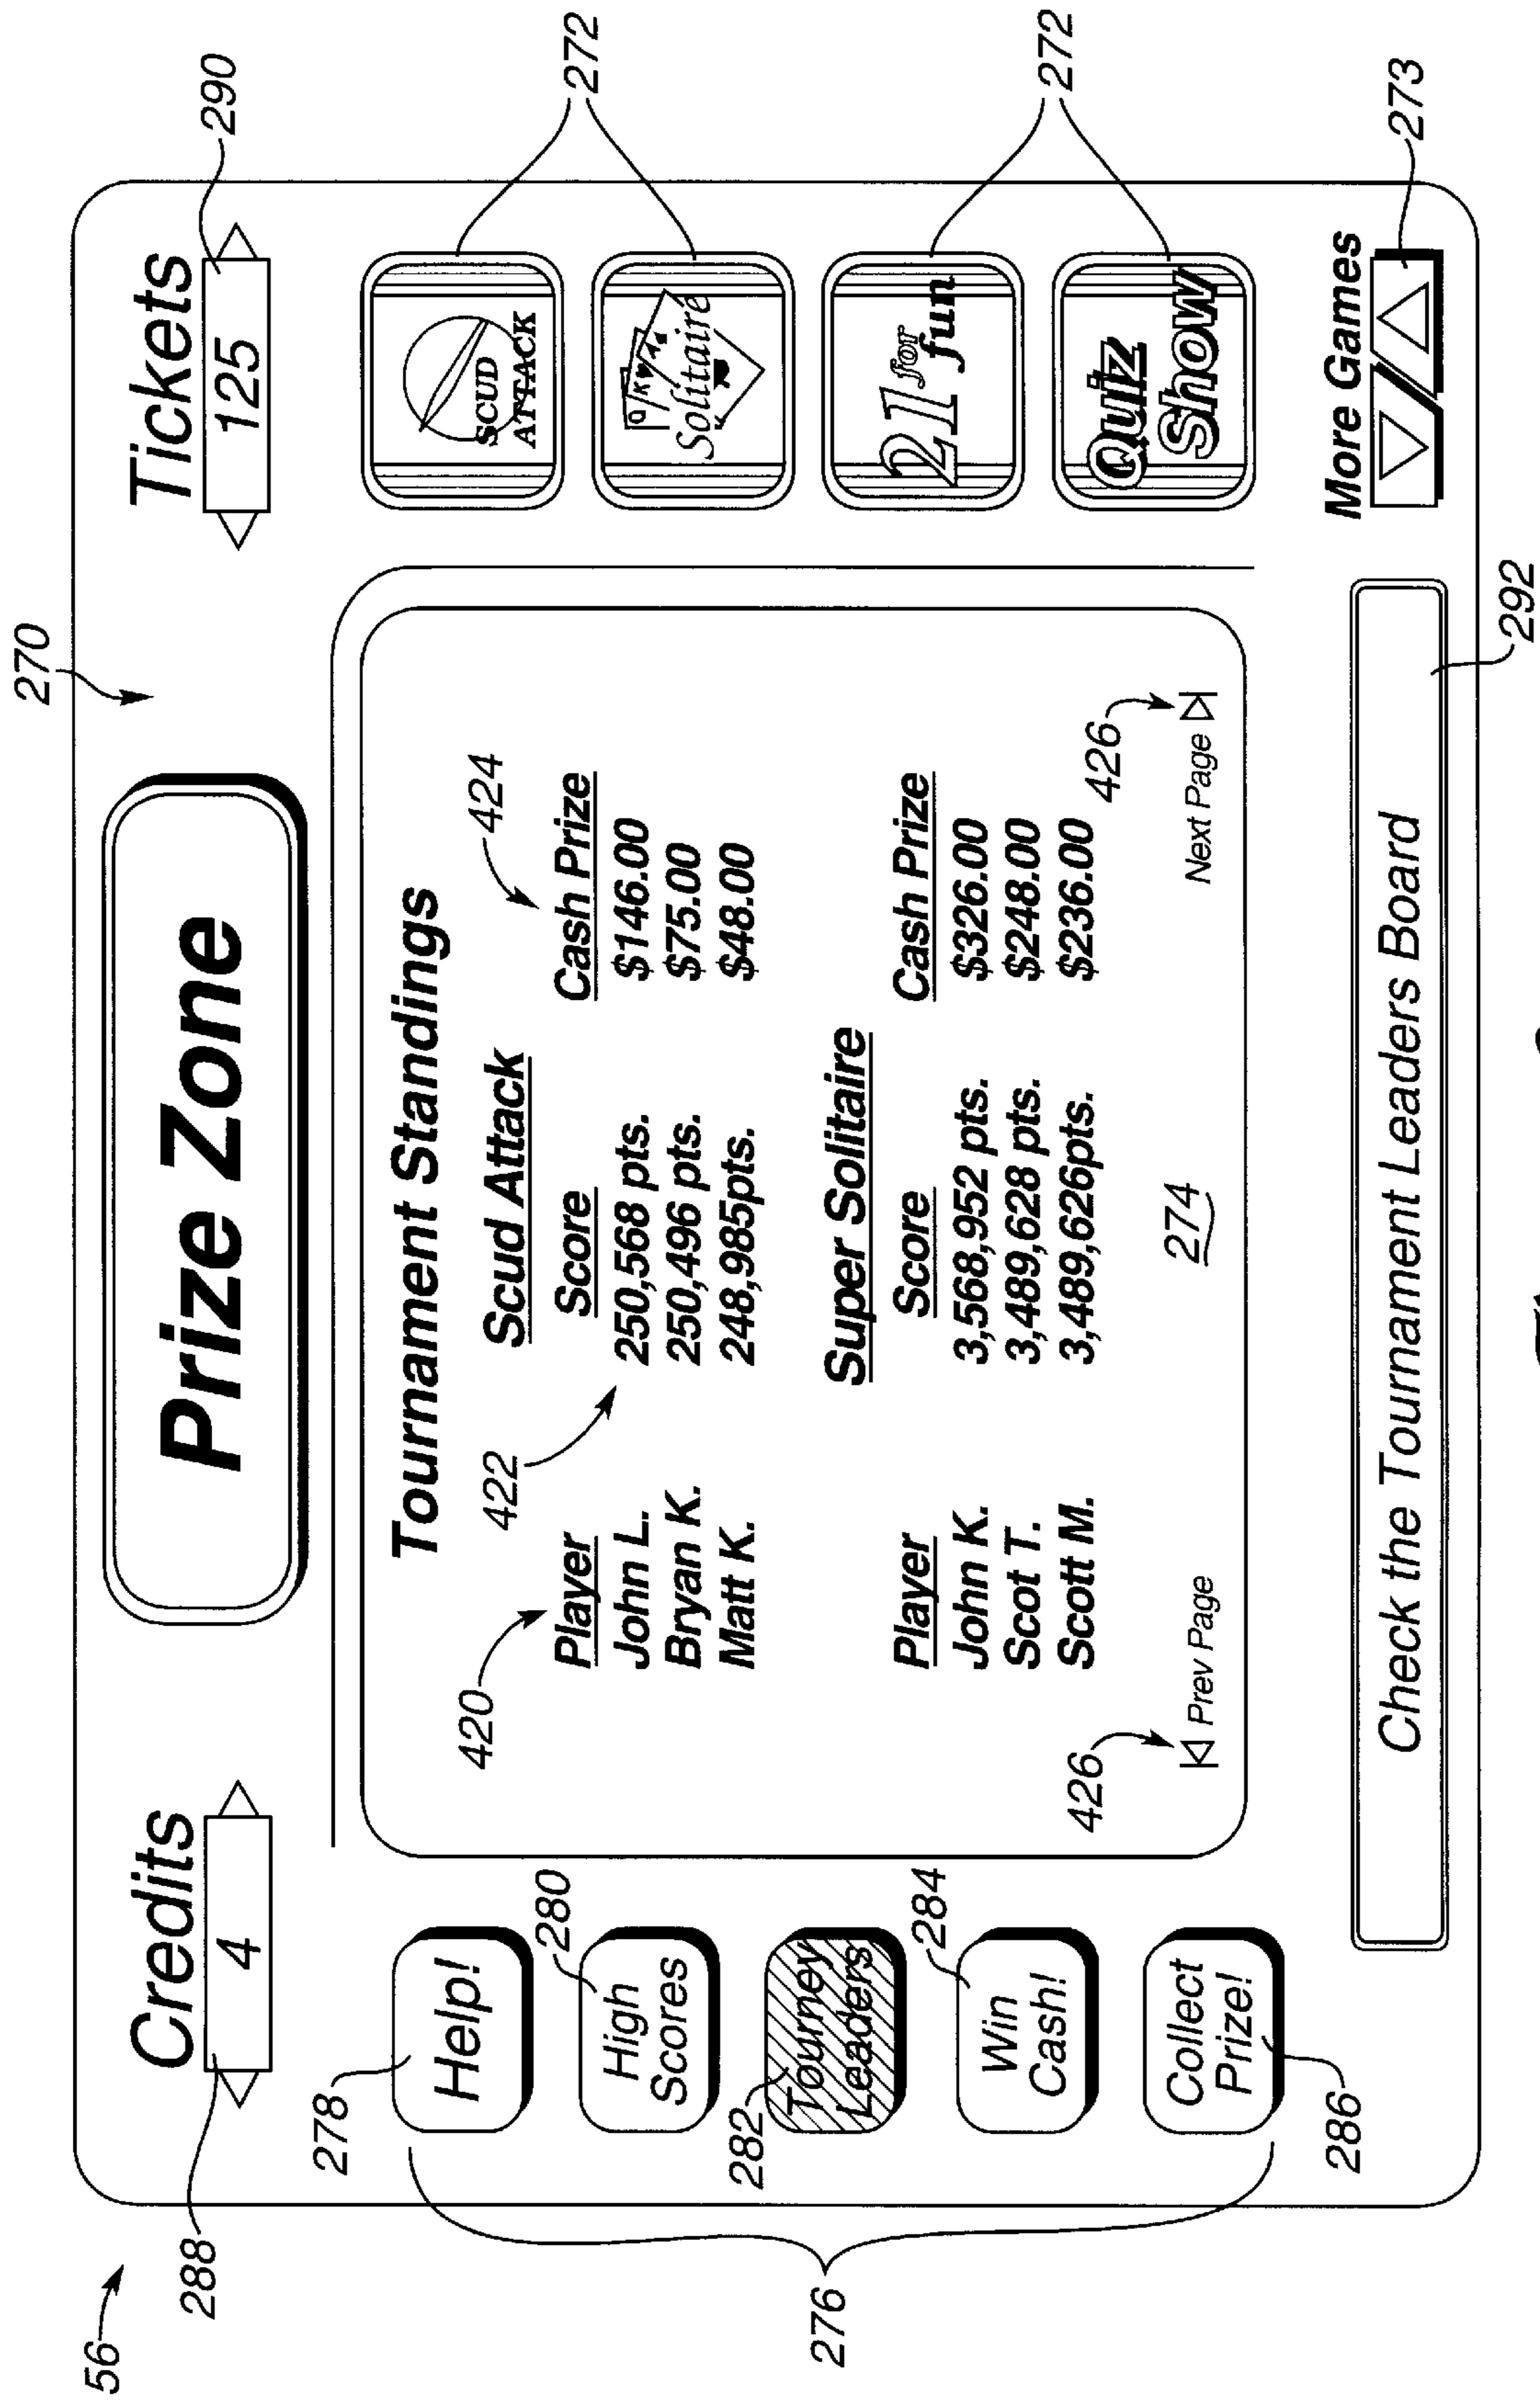 56
270
Credits
4
288
Prize Zone
Tickets
125
290
278
Help!
280
High
Scores
282
Tourney
Leaders
284
Win
Cash!
286
Collect
Prize!
276
Tournament Standings
Scud Attack
420
422
424
Player Score Cash Prize
John L. 250,568 pts. $146.00
Bryan K. 250,496 pts. $75.00
Matt K. 248,985pts. $48.00
Super Solitaire
Player Score Cash Prize
John K. 3,568,952 pts. $326.00
Scot T. 3,489,628 pts. $248.00
Scott M. 3,489,626pts. $236.00
426
426
Prev Page
274
Next Page
SCUD
ATTACK
272
Q K A
Solitaire
21 for
fun
272
Quiz
Show
More Games
273
Check the Tournament Leaders Board
292